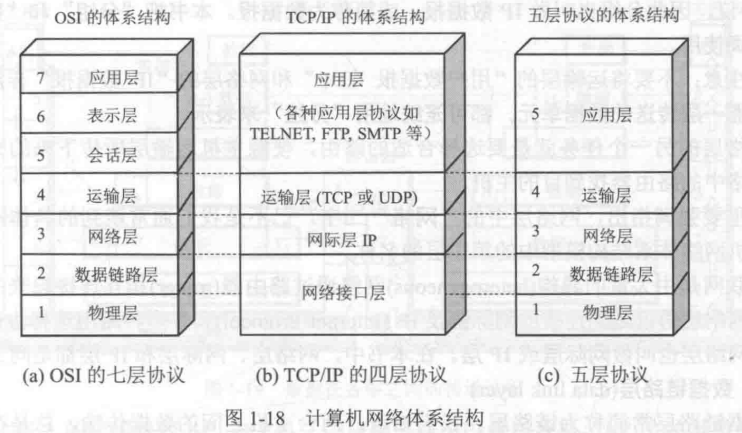 OSI 的体系结构
TCP/IP 的体系结构
五层协议的体系结构
7 应用层
6 表示层
5 会话层
4 运输层
3 网络层
2 数据链路层
1 物理层
应用层
(各种应用层协议如
TELNET, FTP, SMTP 等)
运输层 (TCP 或 UDP)
网际层 IP
网络接口层
5 应用层
4 运输层
3 网络层
2 数据链路层
1 物理层
(a) OSI 的七层协议
(b) TCP/IP 的四层协议
(c) 五层协议
图 1-18 计算机网络体系结构